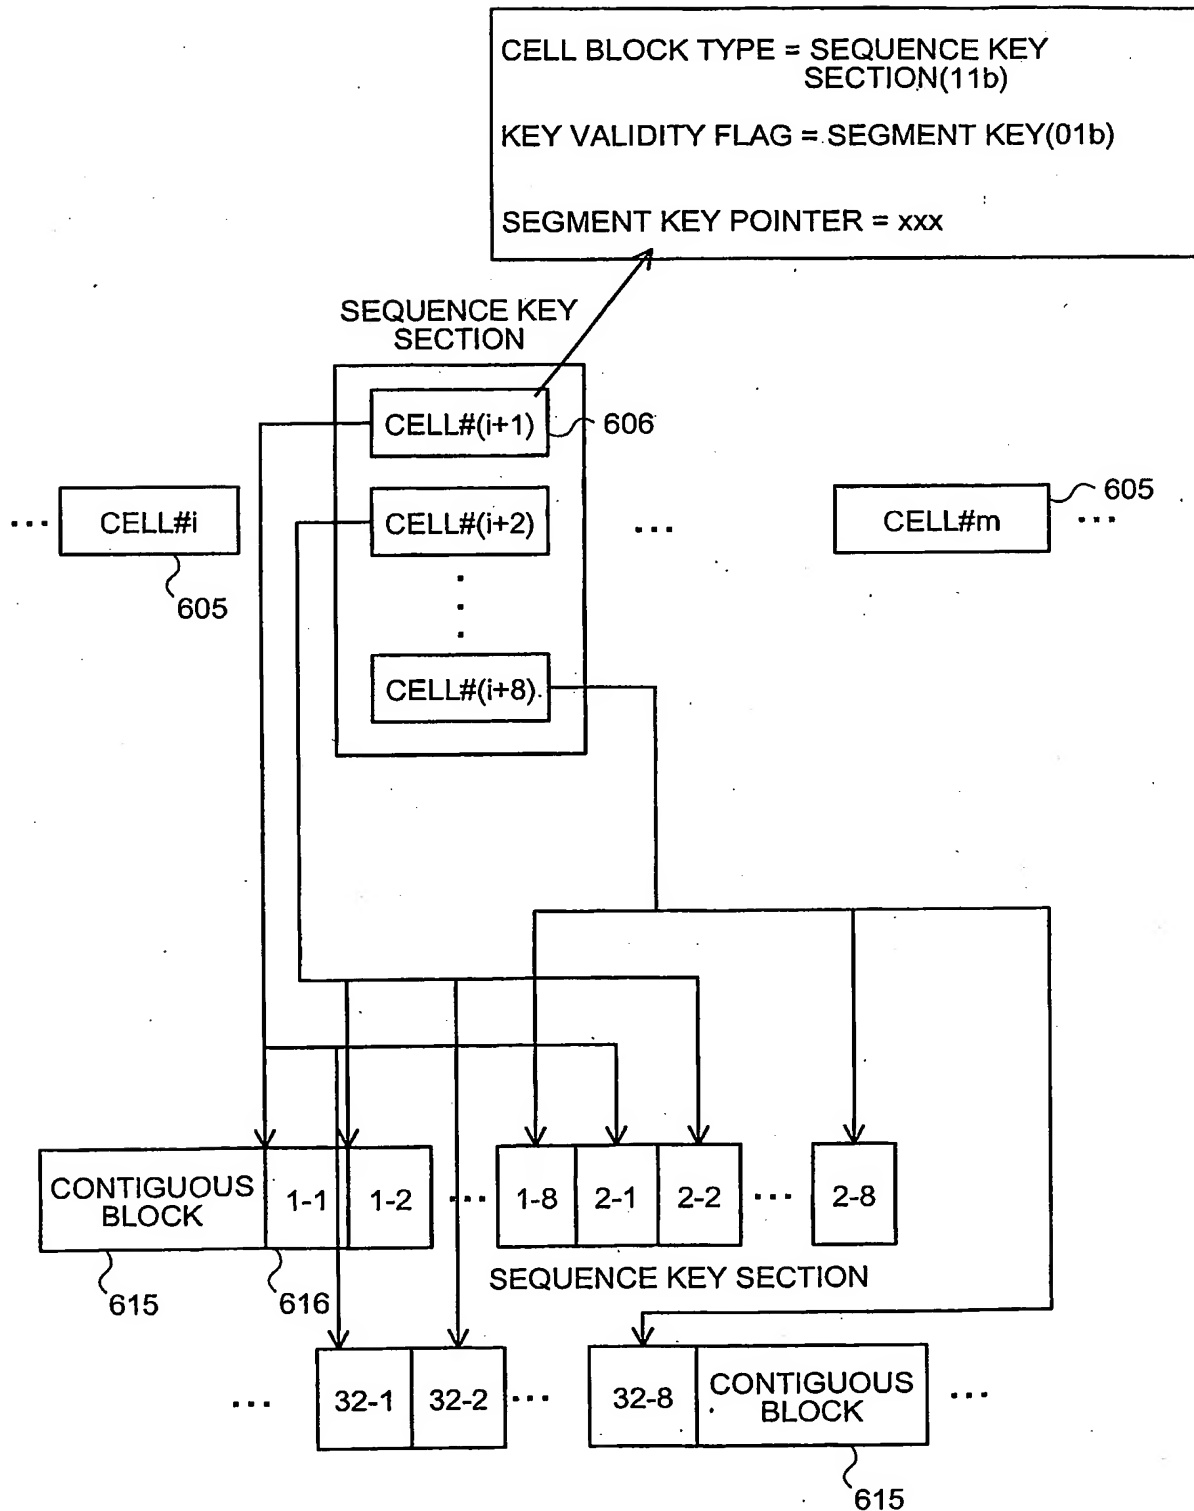 CELL BLOCK TYPE = SEQUENCE KEY
SECTION(11b)
KEY VALIDITY FLAG = SEGMENT KEY(01b)
SEGMENT KEY POINTER = xxx
SEQUENCE KEY
SECTION
CELL#(i+1)
606
... CELL#i
605
CELL#(i+2)
...
CELL#m
605
...
CELL#(i+8)
CONTIGUOUS
BLOCK
615
1-1
616
1-2
...
1-8
2-1
2-2
...
2-8
SEQUENCE KEY SECTION
...
32-1
32-2
...
32-8
CONTIGUOUS
BLOCK
615
...